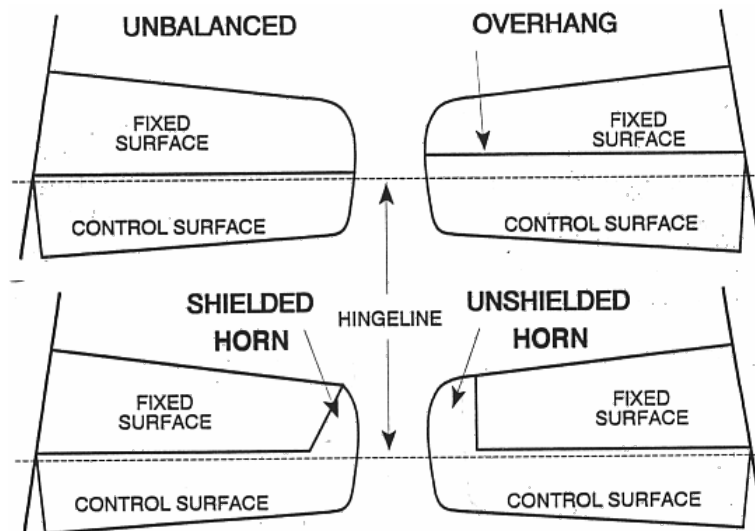 UNBALANCED
OVERHANG
FIXED
SURFACE
FIXED
SURFACE
CONTROL SURFACE
CONTROL SURFACE
SHIELDED
HORN
HINGELINE
UNSHIELDED
HORN
FIXED
SURFACE
FIXED
SURFACE
CONTROL SURFACE
CONTROL SURFACE